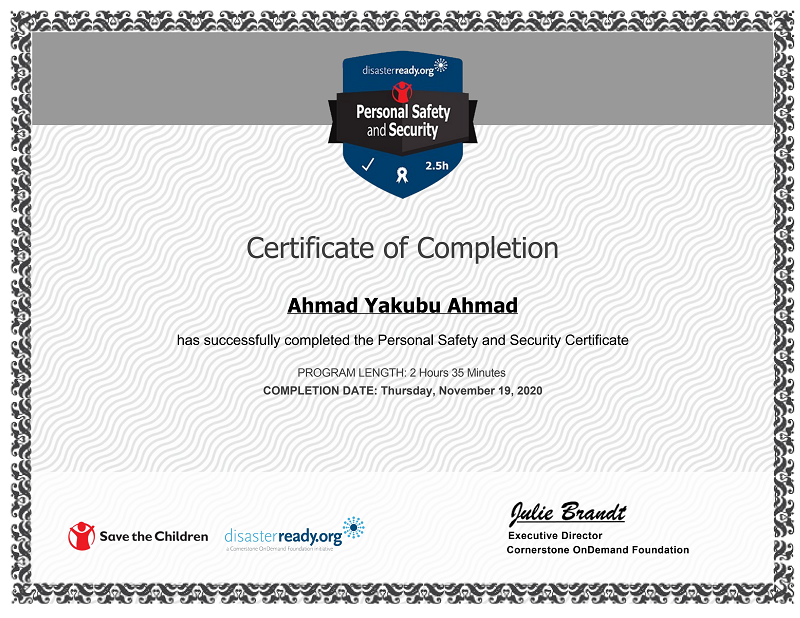 disasterready.org
Personal Safety
and Security
2.5h
Certificate of Completion
Ahmad Yakubu Ahmad
has successfully completed the Personal Safety and Security Certificate
PROGRAM LENGTH: 2 Hours 35 Minutes
COMPLETION DATE: Thursday, November 19, 2020
Save the Children
disasterready.org
a Cornerstone OnDemand Foundation initiative
Julie Brandt
Executive Director
Cornerstone OnDemand Foundation